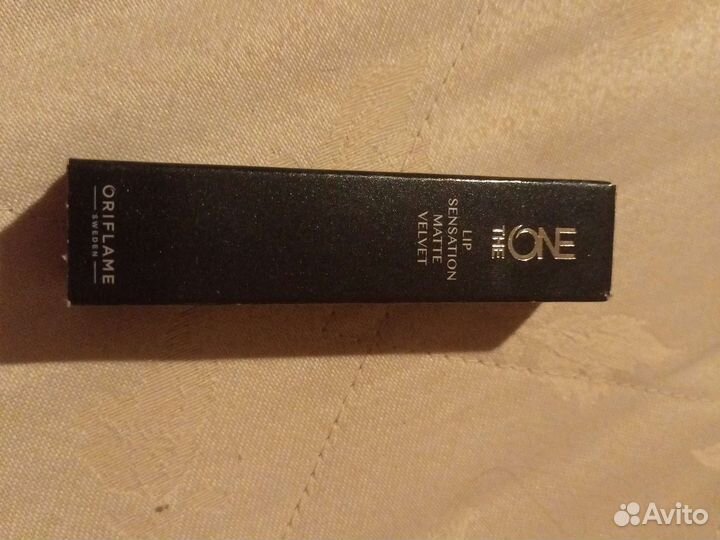 THE
ONE
LIP
SENSATION
MATTE
VELVET
ORIFLAME
SWEDEN
Avito